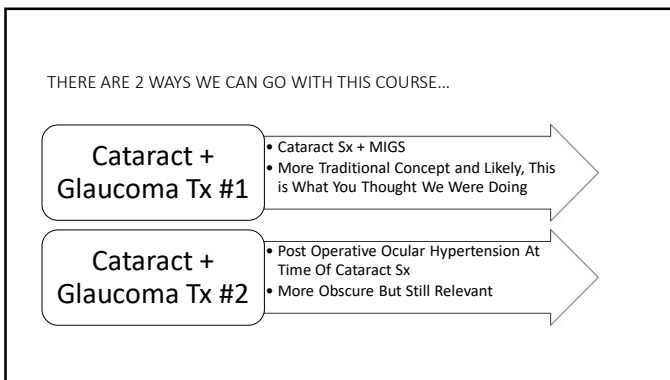 THERE ARE 2 WAYS WE CAN GO WITH THIS COURSE...
Cataract +
Glaucoma Tx #1
• Cataract Sx + MIGS
• More Traditional Concept and Likely, This
is What You Thought We Were Doing
Cataract +
Glaucoma Tx #2
• Post Operative Ocular Hypertension At
Time Of Cataract Sx
• More Obscure But Still Relevant